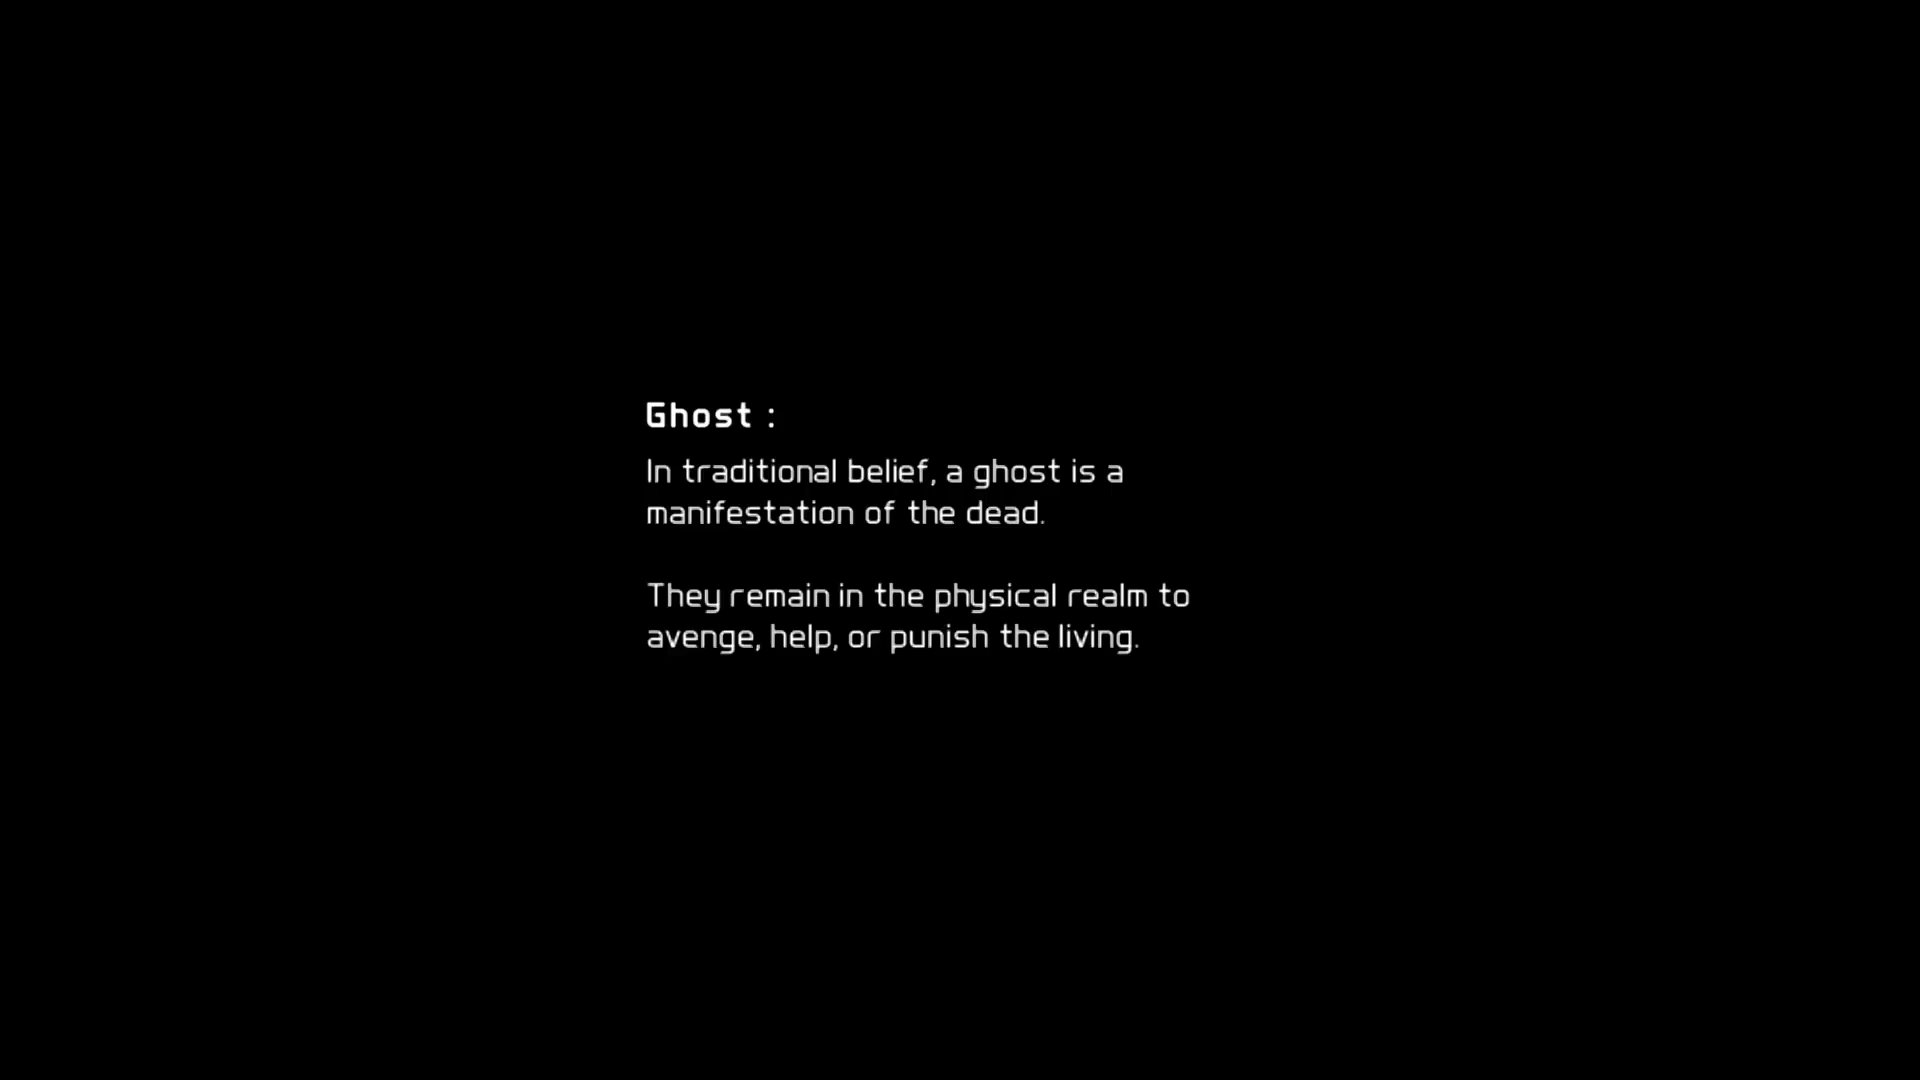 Ghost :
In traditional belief, a ghost is a
manifestation of the dead.
They remain in the physical realm to
avenge, help, or punish the living.